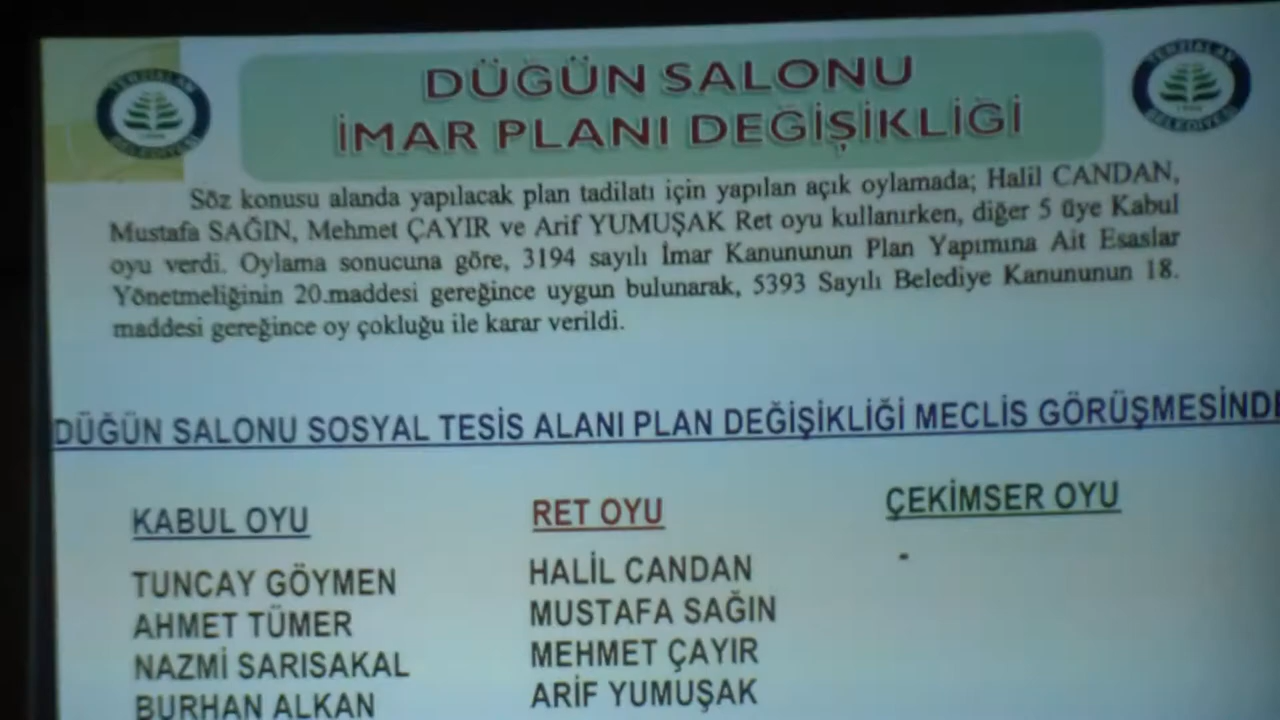 DÜĞÜN SALONU
İMAR PLANI DEĞİŞİKLİĞİ
Söz konusu alanda yapılacak plan tadilatı için yapılan açık oylamada; Halil CANDAN,
Mustafa SAĞIN, Mehmet ÇAYIR ve Arif YUMUŞAK Ret oyu kullanırken, diğer 5 üye Kabul
oyu verdi. Oylama sonucuna göre, 3194 sayılı İmar Kanununun Plan Yapımına Ait Esaslar
Yönetmeliğinin 20.maddesi gereğince uygun bulunarak, 5393 Sayılı Belediye Kanununun 18.
maddesi gereğince oy çokluğu ile karar verildi.
DÜĞÜN SALONU SOSYAL TESİS ALANI PLAN DEĞİŞİKLİĞİ MECLİS GÖRÜŞMESİNDE
KABUL OYU RET OYU ÇEKİMSER OYU
TUNCAY GÖYMEN HALİL CANDAN -
AHMET TÜMER MUSTAFA SAĞIN
NAZMİ SARISAKAL MEHMET ÇAYIR
BURHAN ALKAN ARİF YUMUŞAK